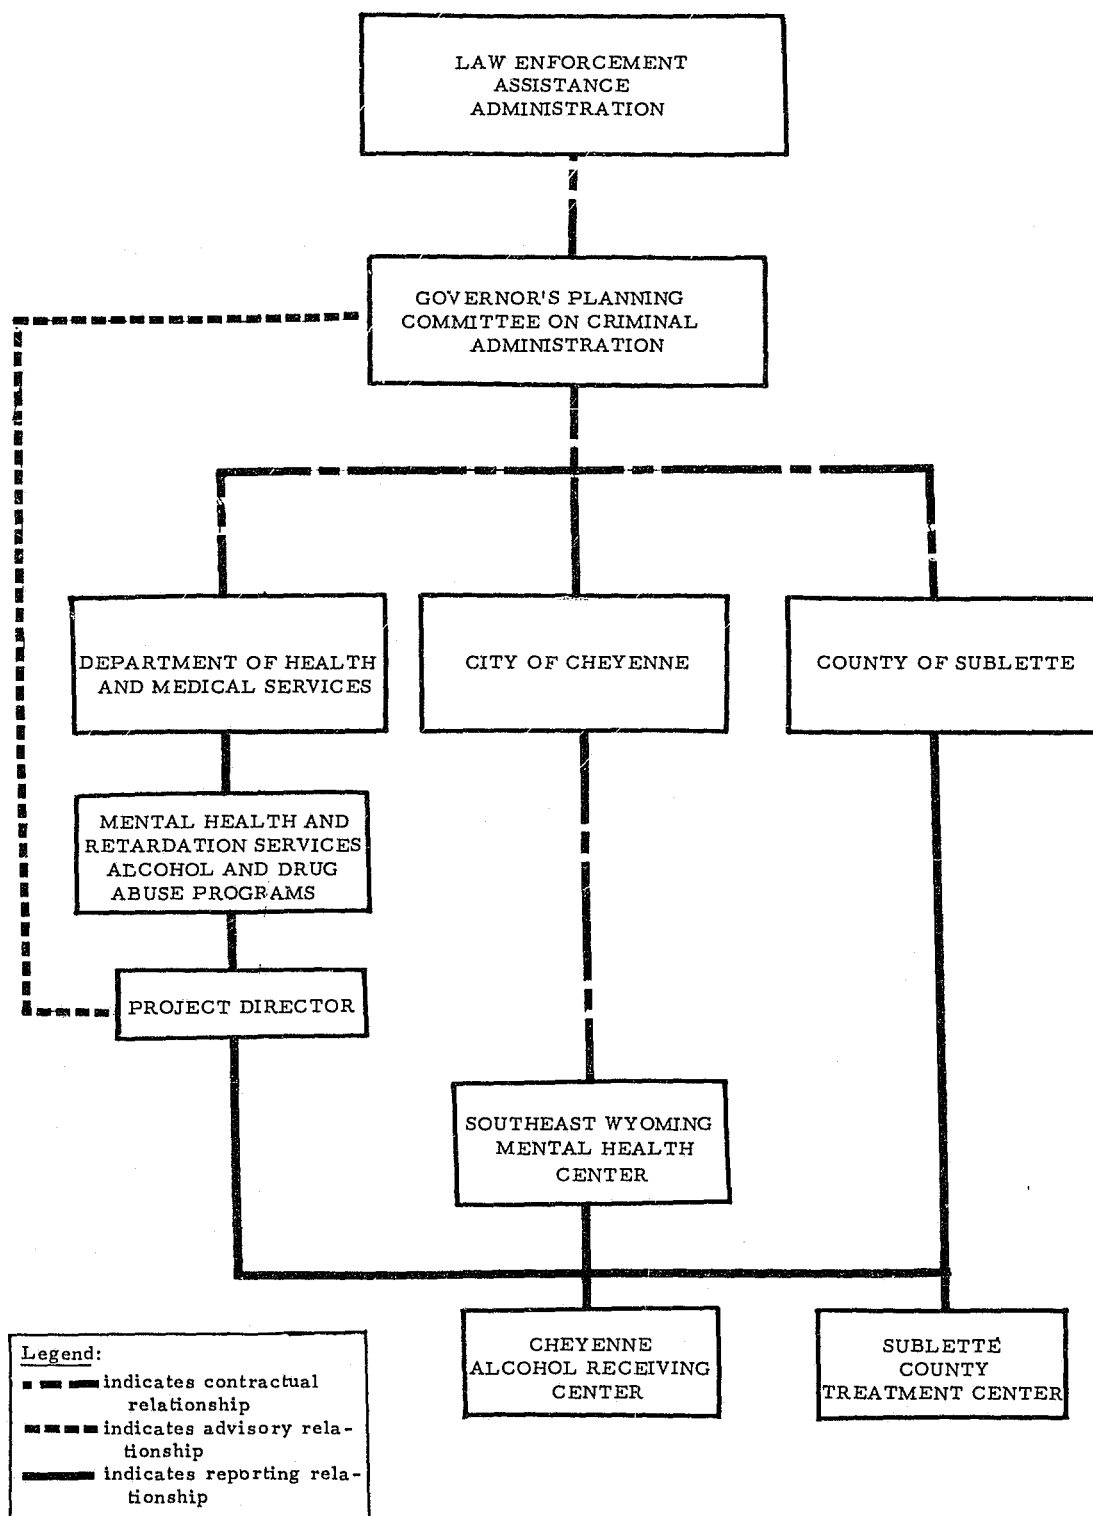 LAW ENFORCEMENT
ASSISTANCE
ADMINISTRATION
GOVERNOR'S PLANNING
COMMITTEE ON CRIMINAL
ADMINISTRATION
DEPARTMENT OF HEALTH
AND MEDICAL SERVICES
CITY OF CHEYENNE
COUNTY OF SUBLETTE
MENTAL HEALTH AND
RETARDATION SERVICES
ALCOHOL AND DRUG
ABUSE PROGRAMS
PROJECT DIRECTOR
SOUTHEAST WYOMING
MENTAL HEALTH
CENTER
CHEYENNE
ALCOHOL RECEIVING
CENTER
SUBLETTE
COUNTY
TREATMENT CENTER
Legend:
indicates contractual
relationship
indicates advisory rela-
tionship
indicates reporting rela-
tionship